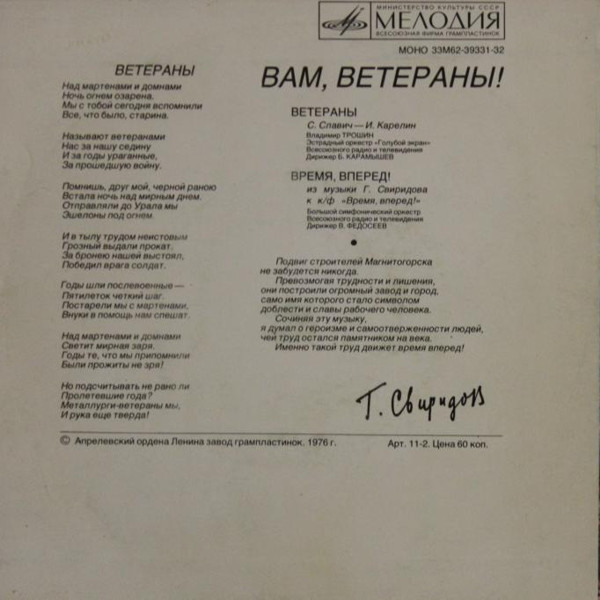 МИНИСТЕРСТВО КУЛЬТУРЫ СССР
МЕЛОДИЯ
ВСЕСОЮЗНАЯ ФИРМА ГРАМПЛАСТИНОК
МОНО 33М62-39331-32
ВАМ, ВЕТЕРАНЫ!
ВЕТЕРАНЫ
Над мартенами и домнами
Ночь огнем озарена.
Мы с тобой сегодня вспомнили
Все, что было, старина.
Называют ветеранами
Нас за нашу седину
И за годы ураганные,
За прошедшую войну.
Помнишь, друг мой, черной раною
Встала ночь над мирным днем.
Отправляли до Урала мы
Эшелоны под огнем.
И в тылу трудом неистовым
Грозный выдали прокат.
За бронею нашей выстоял,
Победил врага солдат.
Годы шли послевоенные —
Пятилеток четкий шаг.
Постарели мы с мартенами,
Внуки в помощь нам спешат.
Над мартенами и домнами
Светит мирная заря.
Годы те, что мы припомнили
Были прожиты не зря!
Но подсчитывать не рано ли
Пролетевшие года?
Металлурги-ветераны мы,
И рука еще тверда!
ВЕТЕРАНЫ
С. Славич — И. Карелин
Владимир ТРОШИН
Эстрадный оркестр «Голубой экран»
Всесоюзного радио и телевидения
Дирижер Б. КАРАМЫШЕВ
ВРЕМЯ, ВПЕРЕД!
из музыки Г. Свиридова
к к/ф «Время, вперед!»
Большой симфонический оркестр
Всесоюзного радио и телевидения
Дирижер В. ФЕДОСЕЕВ
Подвиг строителей Магнитогорска
не забудется никогда.
Превозмогая трудности и лишения,
они построили огромный завод и город,
само имя которого стало символом
доблести и славы рабочего человека.
Сочиняя эту музыку,
я думал о героизме и самоотверженности людей,
чей труд остался памятником на века.
Именно такой труд движет время вперед!
Г. Свиридов
© Апрелевский ордена Ленина завод грампластинок. 1976 г.
Арт. 11-2. Цена 60 коп.